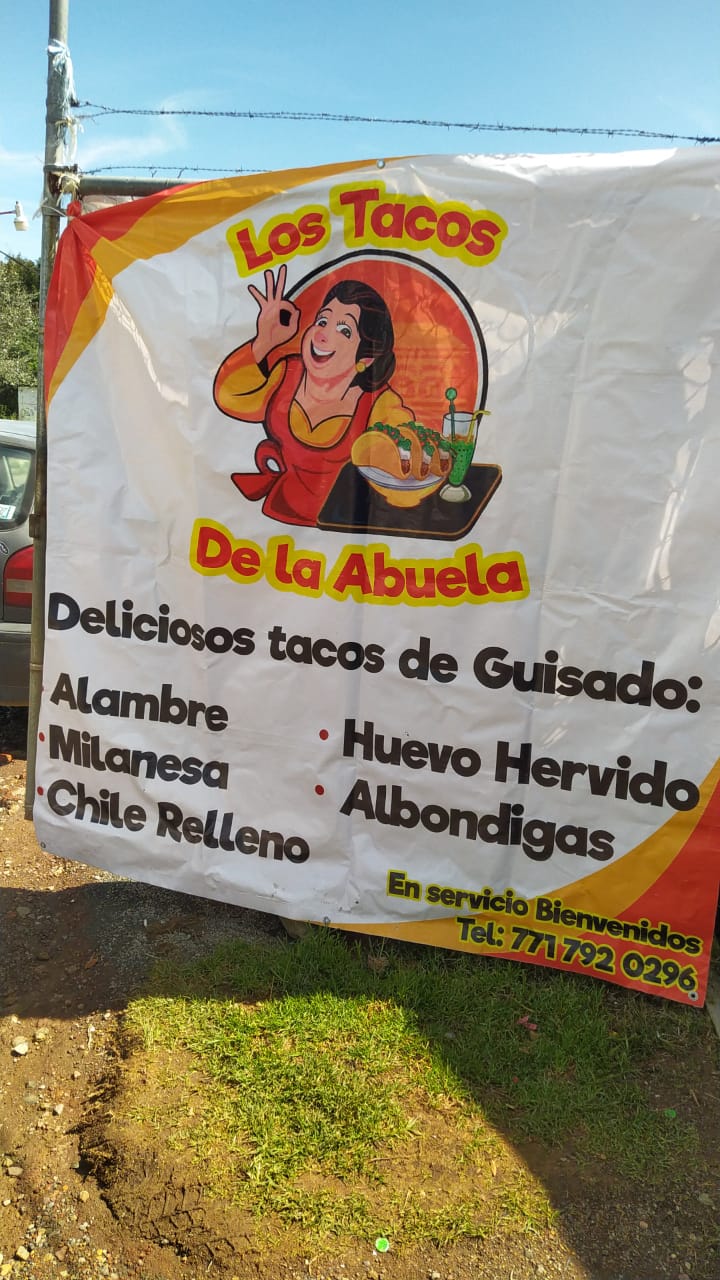 Los Tacos
De la Abuela
Deliciosos tacos de Guisado:
Alambre
• Milanesa
• Chile Relleno
• Huevo Hervido
• Albondigas
En servicio Bienvenidos
Tel: 771 792 0296